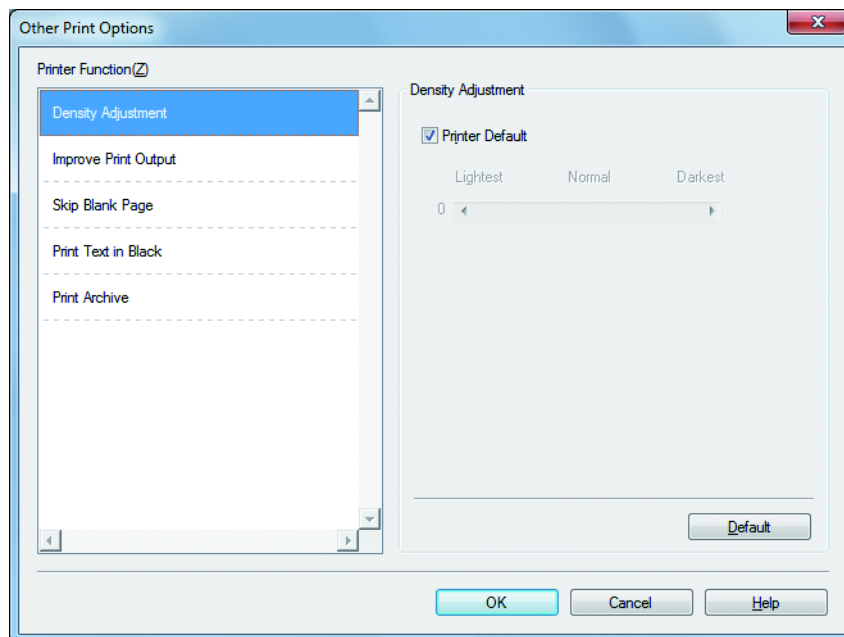 Other Print Options
Printer Function(Z)
Density Adjustment
Improve Print Output
Skip Blank Page
Print Text in Black
Print Archive
Density Adjustment
Printer Default
Lightest Normal Darkest
0
Default
OK Cancel Help